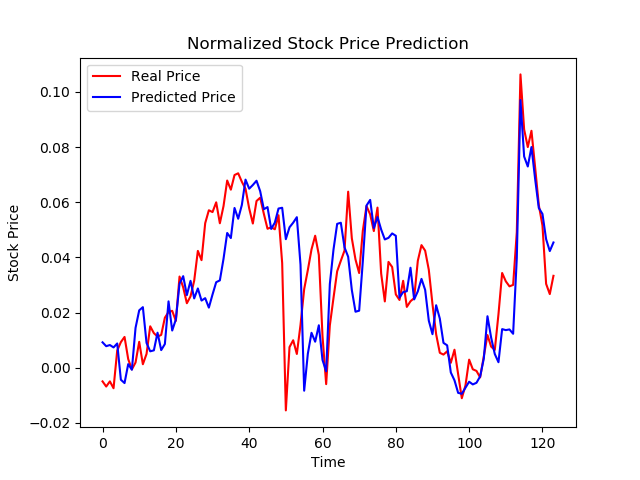 Normalized Stock Price Prediction
Real Price
Predicted Price
0.10
0.08
0.06
0.04
0.02
0.00
−0.02
Stock Price
0 20 40 60 80 100 120
Time